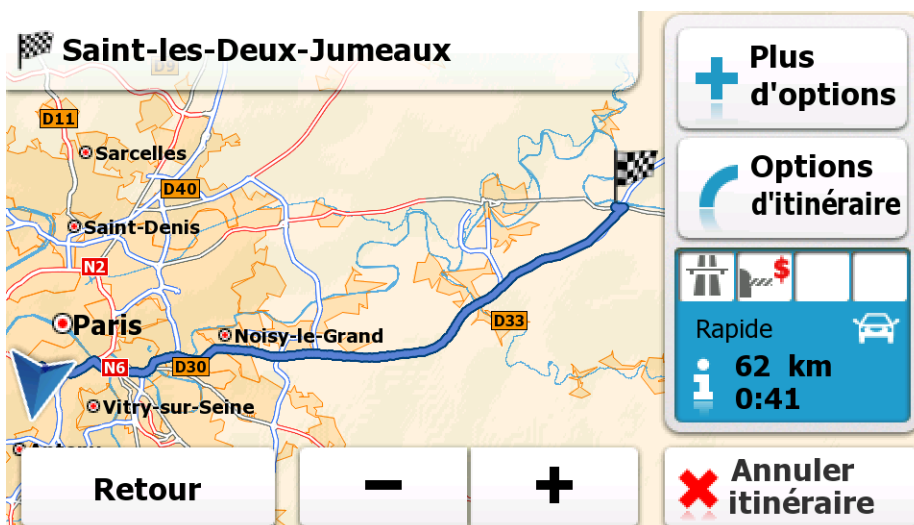 Saint-les-Deux-Jumeaux
D9
D11
Sarcelles
D40
Saint-Denis
N2
Paris
Noisy-le-Grand
D33
N6
D30
Vitry-sur-Seine
Retour
−
+
Plus
d'options
Options
d'itinéraire
$
Rapide
62 km
0:41
Annuler
itinéraire